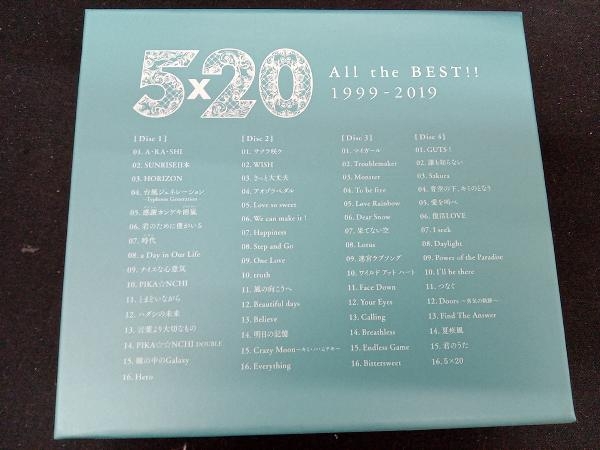 5×20
All the BEST!!
1999-2019
[Disc 1]
01. A・RA・SHI
02. SUNRISE日本
03. HORIZON
04. 台風ジェネレーション
-Typhoon Generation-
05. 感謝カンゲキ雨嵐
06. 君のために僕がいる
07. 時代
08. a Day in Our Life
09. ナイスな心意気
10. PIKA☆NCHI
11. とまどいながら
12. ハダシの未来
13. 言葉より大切なもの
14. PIKA☆☆NCHI DOUBLE
15. 瞳の中のGalaxy
16. Hero
[Disc 2]
01. サクラ咲ケ
02. WISH
03. きっと大丈夫
04. アオゾラペダル
05. Love so sweet
06. We can make it!
07. Happiness
08. Step and Go
09. One Love
10. truth
11. 風の向こうへ
12. Beautiful days
13. Believe
14. 明日の記憶
15. Crazy Moon～キミ・ハ・ムテキ～
16. Everything
[Disc 3]
01. マイガール
02. Troublemaker
03. Monster
04. To be free
05. Love Rainbow
06. Dear Snow
07. 果てない空
08. Lotus
09. 迷宮ラブソング
10. ワイルド アット ハート
11. Face Down
12. Your Eyes
13. Calling
14. Breathless
15. Endless Game
16. Bittersweet
[Disc 4]
01. GUTS !
02. 誰も知らない
03. Sakura
04. 青空の下、キミのとなり
05. 愛を叫べ
06. 復活LOVE
07. I seek
08. Daylight
09. Power of the Paradise
10. I'll be there
11. つなぐ
12. Doors ～勇気の軌跡～
13. Find The Answer
14. 夏疾風
15. 君のうた
16. 5×20